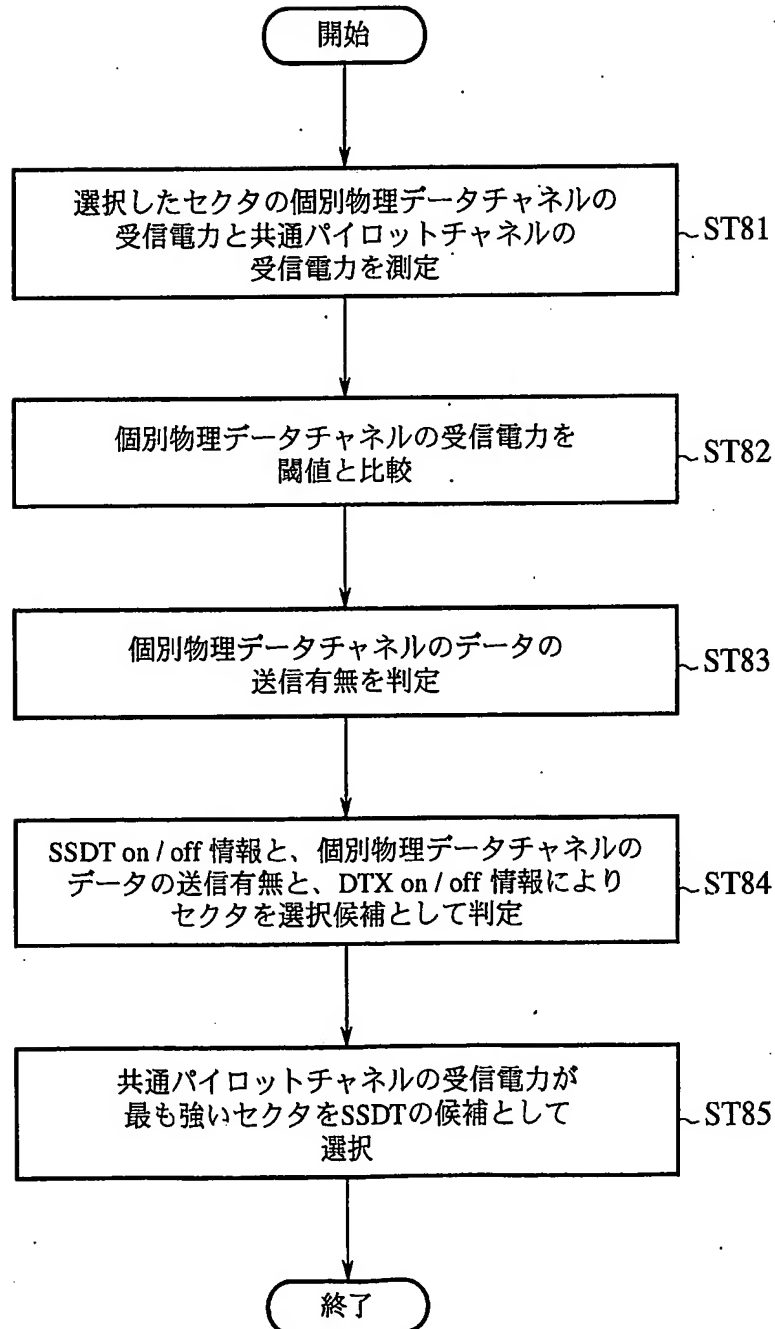 開始
選択したセクタの個別物理データチャネルの
受信電力と共通パイロットチャネルの
受信電力を測定
~ST81
個別物理データチャネルの受信電力を
閾値と比較
~ST82
個別物理データチャネルのデータの
送信有無を判定
~ST83
SSDT on / off 情報と、個別物理データチャネルの
データの送信有無と、DTX on / off 情報により
セクタを選択候補として判定
~ST84
共通パイロットチャネルの受信電力が
最も強いセクタをSSDTの候補として
選択
~ST85
終了